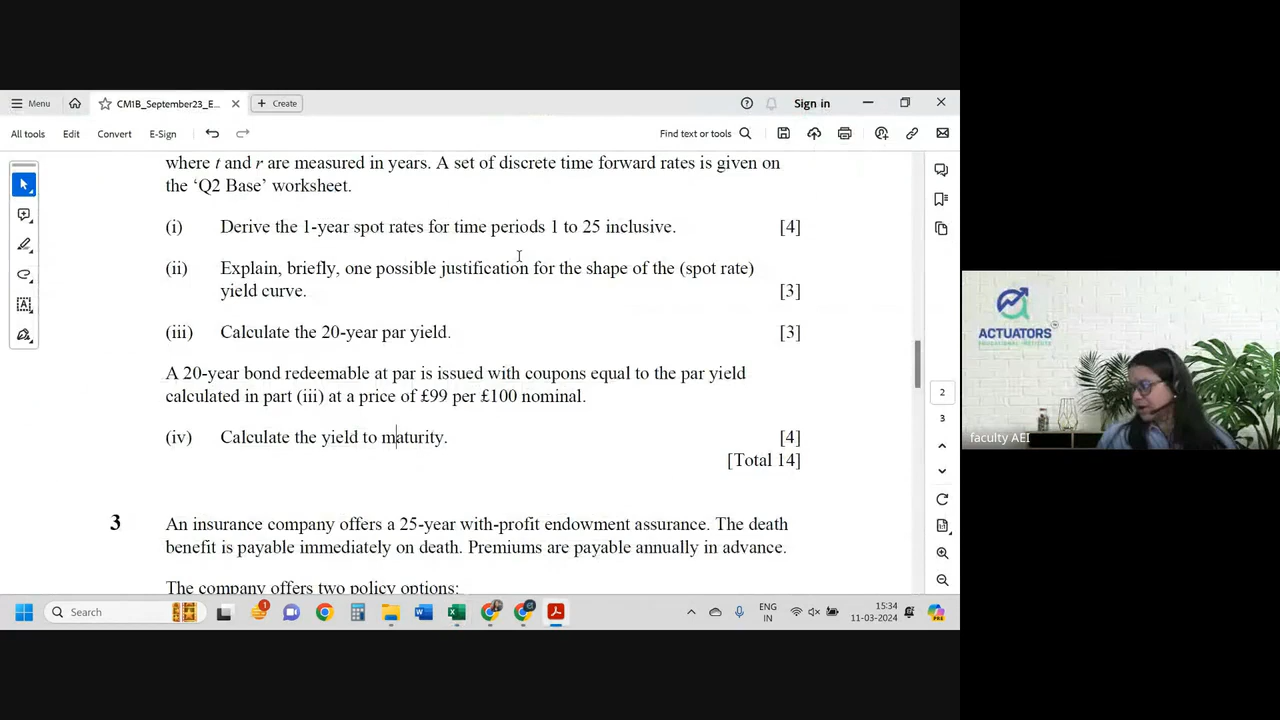 Menu
CM1B_September23_E...
Create
Sign in
All tools
Edit
Convert
E-Sign
Find text or tools
where t and r are measured in years. A set of discrete time forward rates is given on
the ‘Q2 Base’ worksheet.
(i) Derive the 1-year spot rates for time periods 1 to 25 inclusive. [4]
(ii) Explain, briefly, one possible justification for the shape of the (spot rate)
yield curve. [3]
(iii) Calculate the 20-year par yield. [3]
A 20-year bond redeemable at par is issued with coupons equal to the par yield
calculated in part (iii) at a price of £99 per £100 nominal.
(iv) Calculate the yield to maturity. [4]
[Total 14]
3 An insurance company offers a 25-year with-profit endowment assurance. The death
benefit is payable immediately on death. Premiums are payable annually in advance.
The company offers two policy options:
2
3
Search
1
ENG
IN
15:34
11-03-2024
ACTUATORS
EDUCATIONAL INSTITUTE
faculty AEI